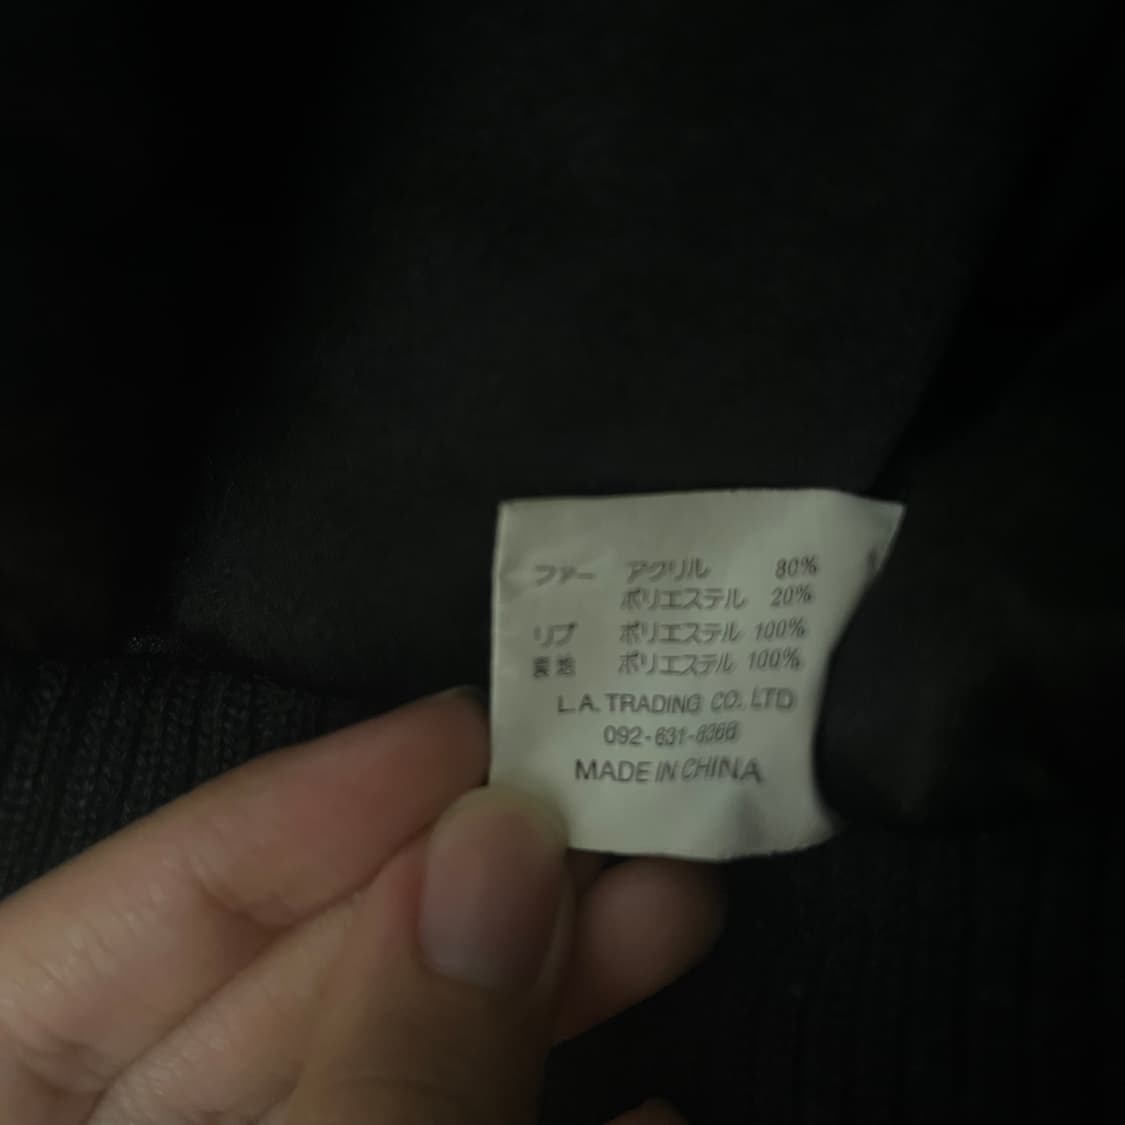 ファー アクリル 80%
ポリエステル 20%
リブ ポリエステル 100%
裏地 ポリエステル 100%
L.A. TRADING CO. LTD
092-631-8366
MADE IN CHINA